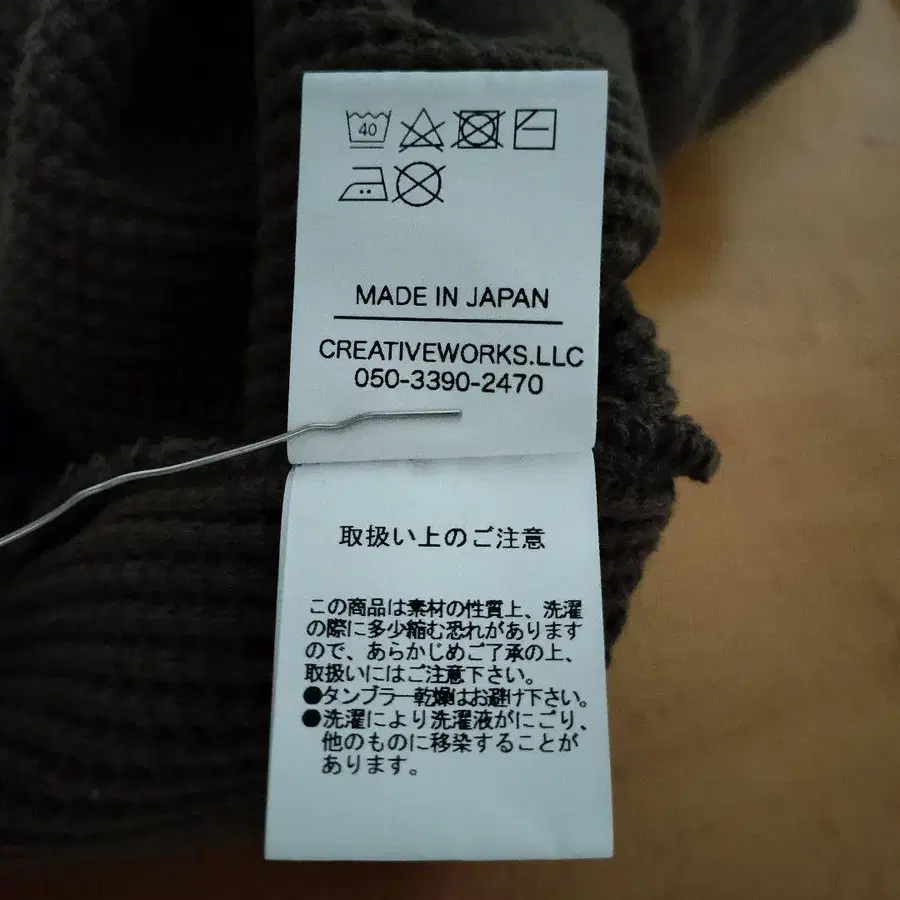 40
MADE IN JAPAN
CREATIVEWORKS.LLC
050-3390-2470
取扱い上のご注意
この商品は素材の性質上、洗濯
の際に多少縮む恐れがあります
ので、あらかじめご了承の上、
取扱いにはご注意下さい。
●タンブラー乾燥はお避け下さい。
●洗濯により洗濯液がにごり、
他のものに移染することが
あります。